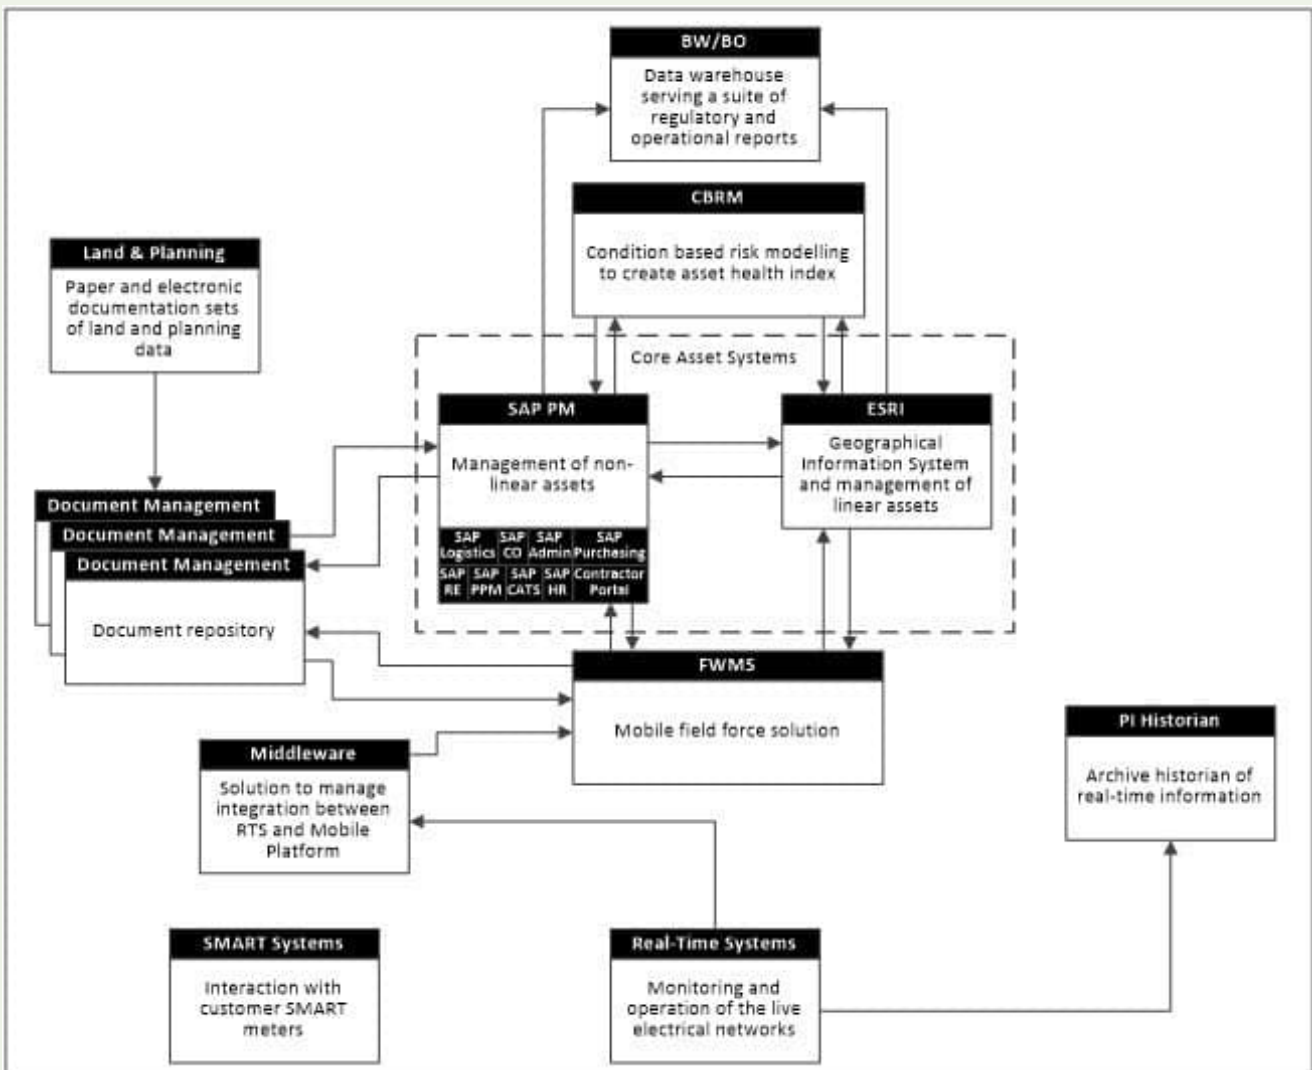 BW/BO
Data warehouse
serving a suite of
regulatory and
operational reports
CBRM
Condition based risk modelling
to create asset health index
Land & Planning
Paper and electronic
documentation sets
of land and planning
data
Core Asset Systems
SAP PM
Management of non-
linear assets
SAP Logistics
SAP CO
SAP Admin
SAP Purchasing
SAP RE
SAP PPM
SAP CATS
SAP HR
Contractor Portal
ESRI
Geographical
Information System
and management of
linear assets
Document Management
Document Management
Document Management
Document repository
FWMS
Mobile field force solution
PI Historian
Archive historian of
real-time information
Middleware
Solution to manage
integration between
RTS and Mobile
Platform
SMART Systems
Interaction with
customer SMART
meters
Real-Time Systems
Monitoring and
operation of the live
electrical networks